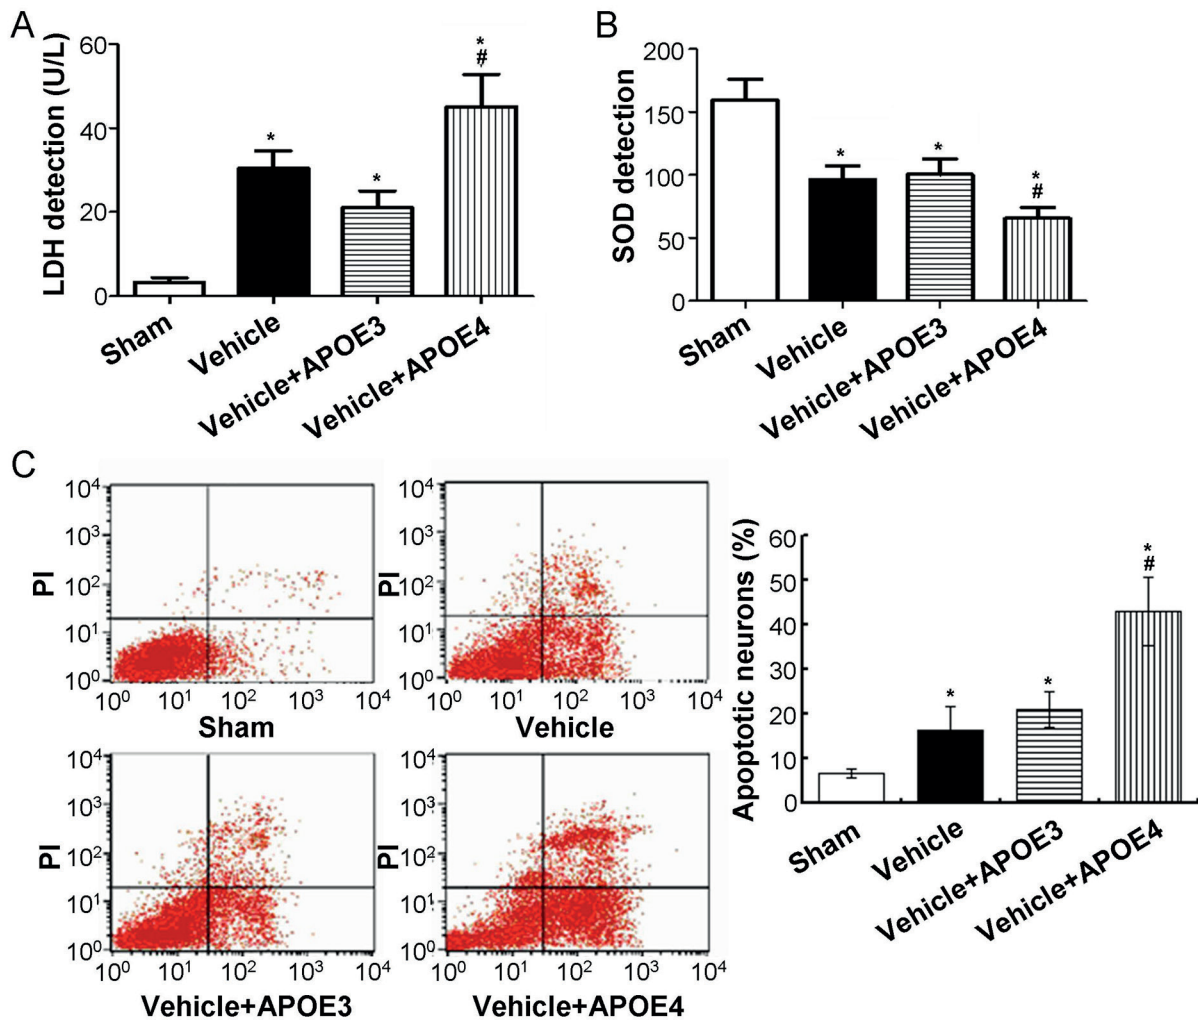 A
LDH detection (U/L)
60
40
20
0
*
*
*
#
Sham
Vehicle
Vehicle+APOE3
Vehicle+APOE4
B
SOD detection
200
150
100
50
0
*
*
*
#
Sham
Vehicle
Vehicle+APOE3
Vehicle+APOE4
C
PI
10⁴
10³
10²
10¹
10⁰
10⁰ 10¹ 10² 10³ 10⁴
Sham
PI
10⁴
10³
10²
10¹
10⁰
10⁰ 10¹ 10² 10³ 10⁴
Vehicle
PI
10⁴
10³
10²
10¹
10⁰
10⁰ 10¹ 10² 10³ 10⁴
Vehicle+APOE3
PI
10⁴
10³
10²
10¹
10⁰
10⁰ 10¹ 10² 10³ 10⁴
Vehicle+APOE4
Apoptotic neurons (%)
60
50
40
30
20
10
0
*
*
*
#
Sham
Vehicle
Vehicle+APOE3
Vehicle+APOE4